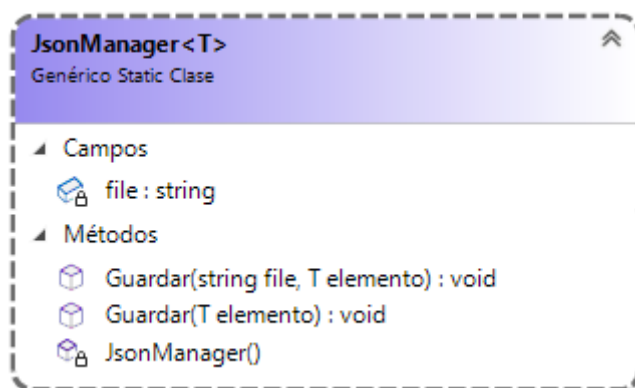 JsonManager<T>
Genérico Static Clase
Campos
file : string
Métodos
Guardar(string file, T elemento) : void
Guardar(T elemento) : void
JsonManager()